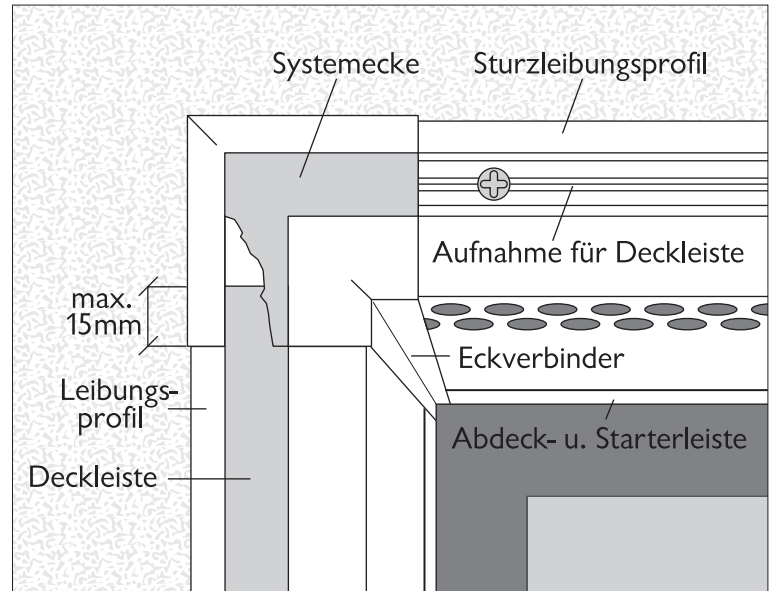 Systemecke
Sturzleibungsprofil
Aufnahme für Deckleiste
max.
15mm
Eckverbinder
Leibungs-
profil
Abdeck- u. Starterleiste
Deckleiste